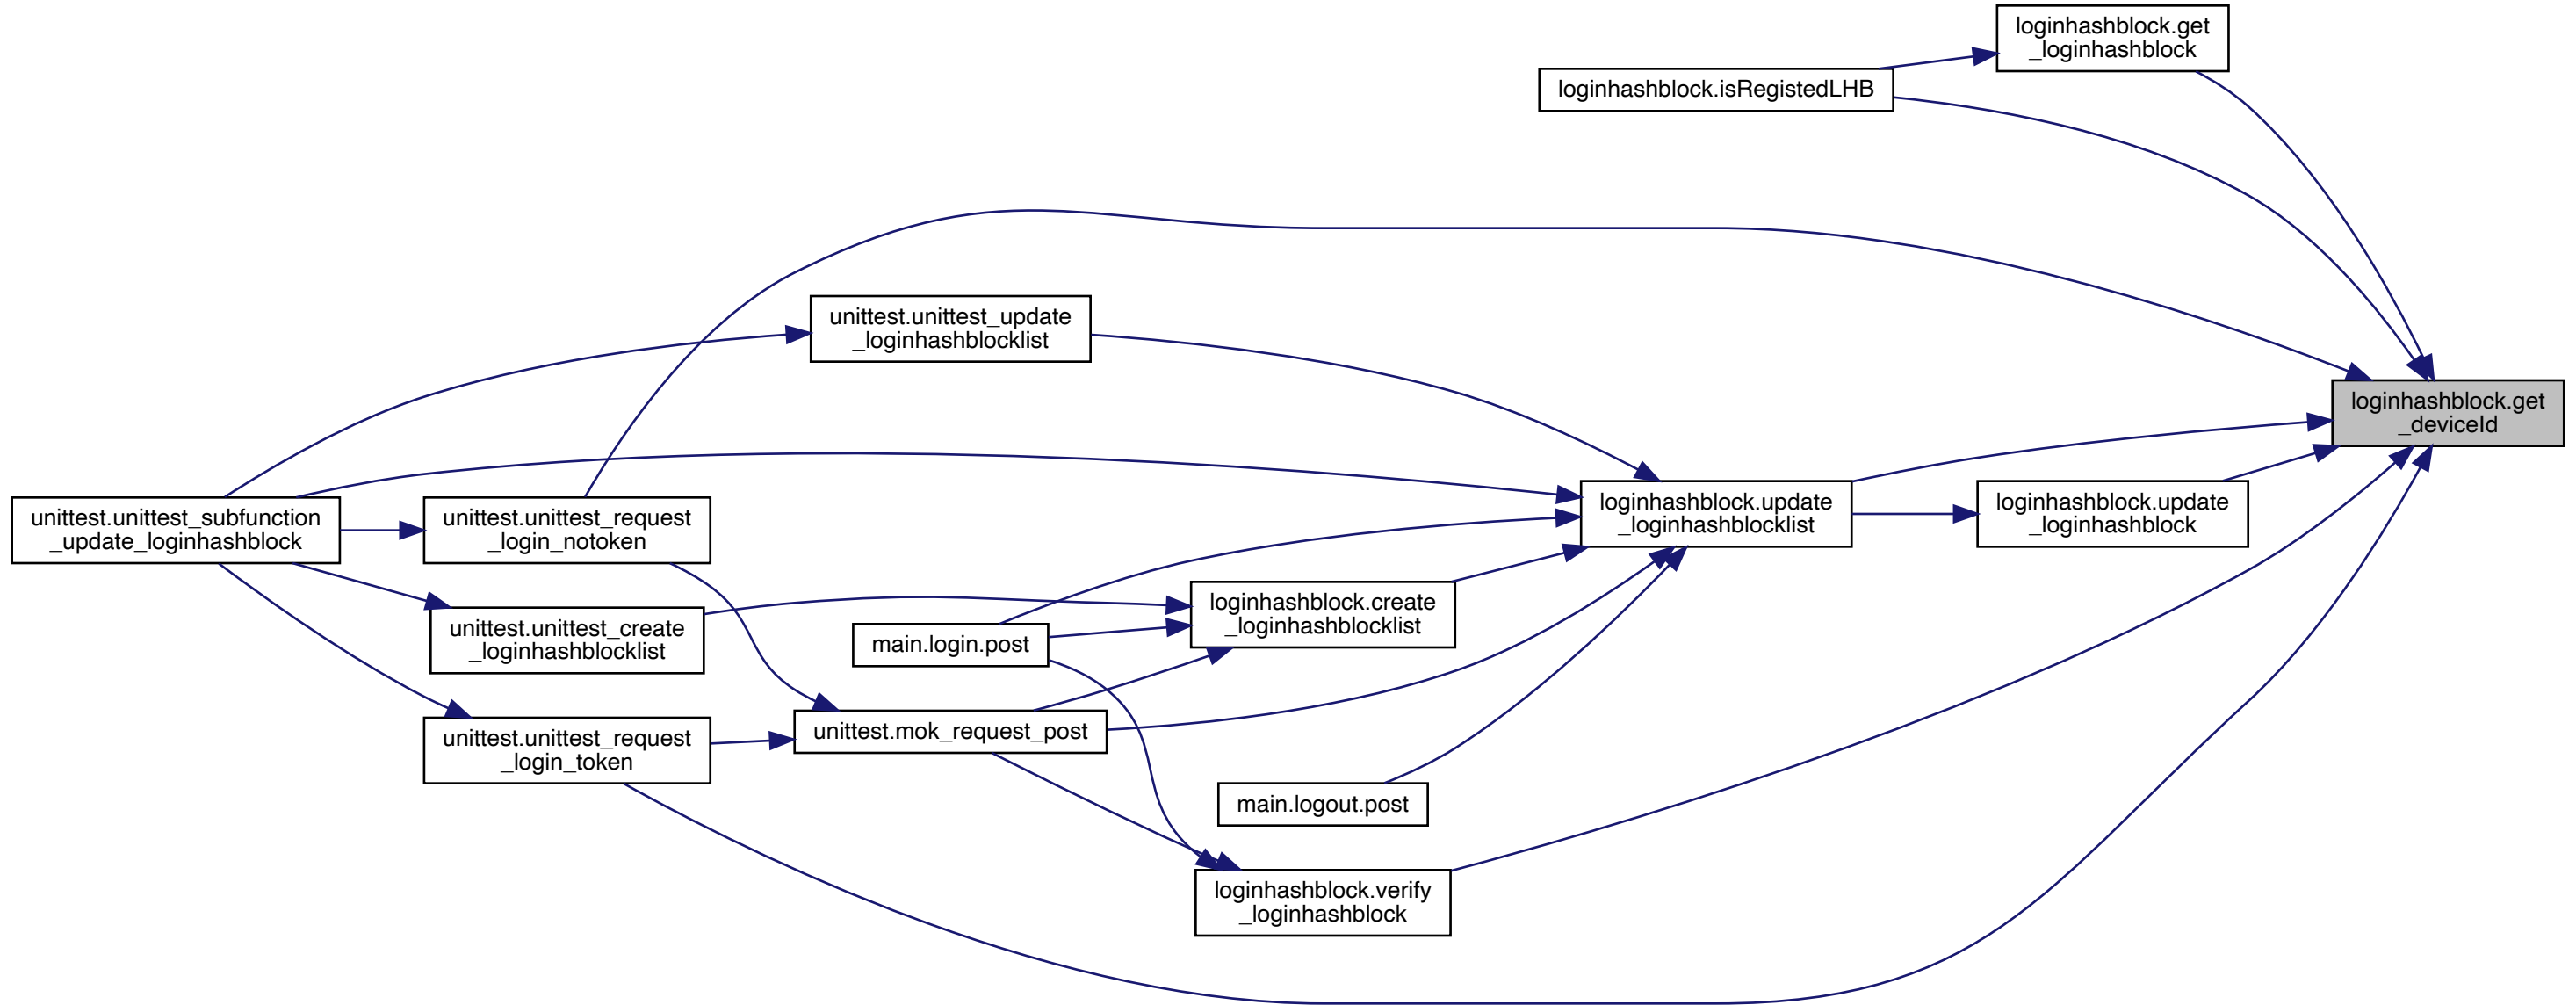 loginhashblock.get
_loginhashblock
loginhashblock.isRegistedLHB
unittest.unittest_update
_loginhashblocklist
loginhashblock.get
_deviceId
unittest.unittest_subfunction
_update_loginhashblock
unittest.unittest_request
_login_notoken
loginhashblock.update
_loginhashblocklist
loginhashblock.update
_loginhashblock
loginhashblock.create
_loginhashblocklist
unittest.unittest_create
_loginhashblocklist
main.login.post
unittest.unittest_request
_login_token
unittest.mok_request_post
main.logout.post
loginhashblock.verify
_loginhashblock